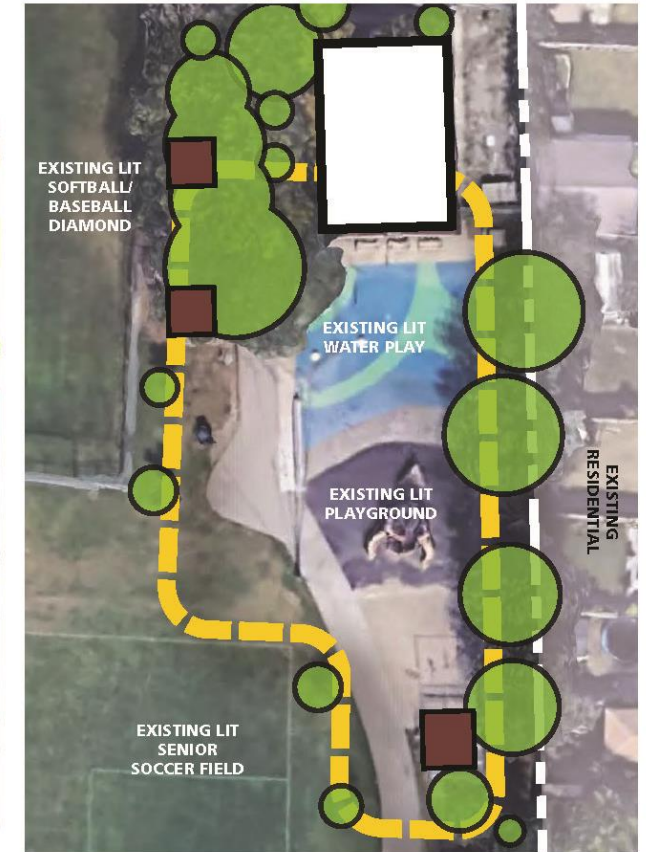 EXISTING LIT
SOFTBALL/
BASEBALL
DIAMOND
EXISTING LIT
WATER PLAY
EXISTING LIT
PLAYGROUND
EXISTING
RESIDENTIAL
EXISTING LIT
SENIOR
SOCCER FIELD